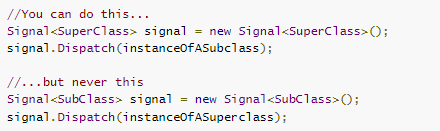 //You can do this...
Signal<SuperClass> signal = new Signal<SuperClass>();
signal.Dispatch(instanceOfASubclass);
//...but never this
Signal<SubClass> signal = new Signal<SubClass>();
signal.Dispatch(instanceOfASuperclass);